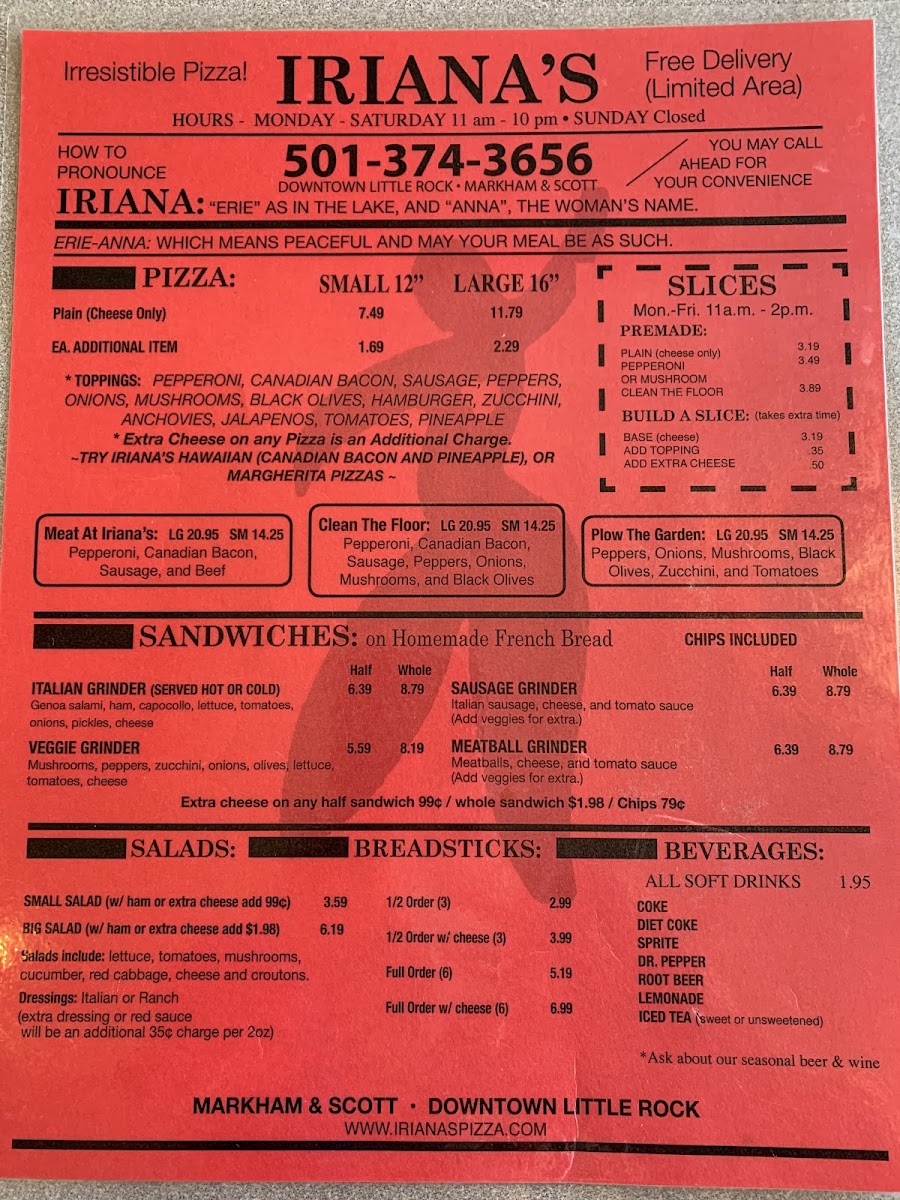 Irresistible Pizza!
IRIANA'S
Free Delivery
(Limited Area)
HOURS - MONDAY - SATURDAY 11 am - 10 pm • SUNDAY Closed
HOW TO
PRONOUNCE
501-374-3656
DOWNTOWN LITTLE ROCK • MARKHAM & SCOTT
YOU MAY CALL
AHEAD FOR
YOUR CONVENIENCE
IRIANA: "ERIE" AS IN THE LAKE, AND "ANNA", THE WOMAN'S NAME.
ERIE-ANNA: WHICH MEANS PEACEFUL AND MAY YOUR MEAL BE AS SUCH.
PIZZA: SMALL 12" LARGE 16"
Plain (Cheese Only) 7.49 11.79
EA. ADDITIONAL ITEM 1.69 2.29
* TOPPINGS: PEPPERONI, CANADIAN BACON, SAUSAGE, PEPPERS,
ONIONS, MUSHROOMS, BLACK OLIVES, HAMBURGER, ZUCCHINI,
ANCHOVIES, JALAPENOS, TOMATOES, PINEAPPLE
* Extra Cheese on any Pizza is an Additional Charge.
~TRY IRIANA'S HAWAIIAN (CANADIAN BACON AND PINEAPPLE), OR
MARGHERITA PIZZAS ~
SLICES
Mon.-Fri. 11a.m. - 2p.m.
PREMADE:
PLAIN (cheese only) 3.19
PEPPERONI 3.49
OR MUSHROOM
CLEAN THE FLOOR 3.89
BUILD A SLICE: (takes extra time)
BASE (cheese) 3.19
ADD TOPPING .35
ADD EXTRA CHEESE .50
Meat At Iriana's: LG 20.95 SM 14.25
Pepperoni, Canadian Bacon,
Sausage, and Beef
Clean The Floor: LG 20.95 SM 14.25
Pepperoni, Canadian Bacon,
Sausage, Peppers, Onions,
Mushrooms, and Black Olives
Plow The Garden: LG 20.95 SM 14.25
Peppers, Onions, Mushrooms, Black
Olives, Zucchini, and Tomatoes
SANDWICHES: on Homemade French Bread CHIPS INCLUDED
Half Whole
ITALIAN GRINDER (SERVED HOT OR COLD) 6.39 8.79
Genoa salami, ham, capocollo, lettuce, tomatoes,
onions, pickles, cheese
VEGGIE GRINDER 5.59 8.19
Mushrooms, peppers, zucchini, onions, olives, lettuce,
tomatoes, cheese
Half Whole
SAUSAGE GRINDER 6.39 8.79
Italian sausage, cheese, and tomato sauce
(Add veggies for extra.)
MEATBALL GRINDER 6.39 8.79
Meatballs, cheese, and tomato sauce
(Add veggies for extra.)
Extra cheese on any half sandwich 99¢ / whole sandwich $1.98 / Chips 79¢
SALADS:
SMALL SALAD (w/ ham or extra cheese add 99¢) 3.59
BIG SALAD (w/ ham or extra cheese add $1.98) 6.19
Salads include: lettuce, tomatoes, mushrooms,
cucumber, red cabbage, cheese and croutons.
Dressings: Italian or Ranch
(extra dressing or red sauce
will be an additional 35¢ charge per 2oz)
BREADSTICKS:
1/2 Order (3) 2.99
1/2 Order w/ cheese (3) 3.99
Full Order (6) 5.19
Full Order w/ cheese (6) 6.99
BEVERAGES:
ALL SOFT DRINKS 1.95
COKE
DIET COKE
SPRITE
DR. PEPPER
ROOT BEER
LEMONADE
ICED TEA (sweet or unsweetened)
*Ask about our seasonal beer & wine
MARKHAM & SCOTT • DOWNTOWN LITTLE ROCK
WWW.IRIANASPIZZA.COM